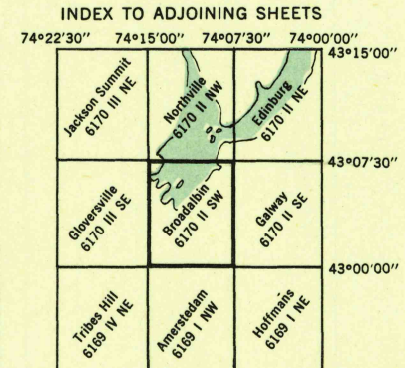 INDEX TO ADJOINING SHEETS
74°22'30" 74°15'00" 74°07'30" 74°00'00"
43°15'00"
Jackson Summit
6170 III NE
Northville
6170 II NW
Edinburg
6170 II NE
43°07'30"
Gloversville
6170 III SE
Broadalbin
6170 II SW
Galway
6170 II SE
43°00'00"
Tribes Hill
6169 IV NE
Amerstedam
6169 I NW
Hoffmans
6169 I NE